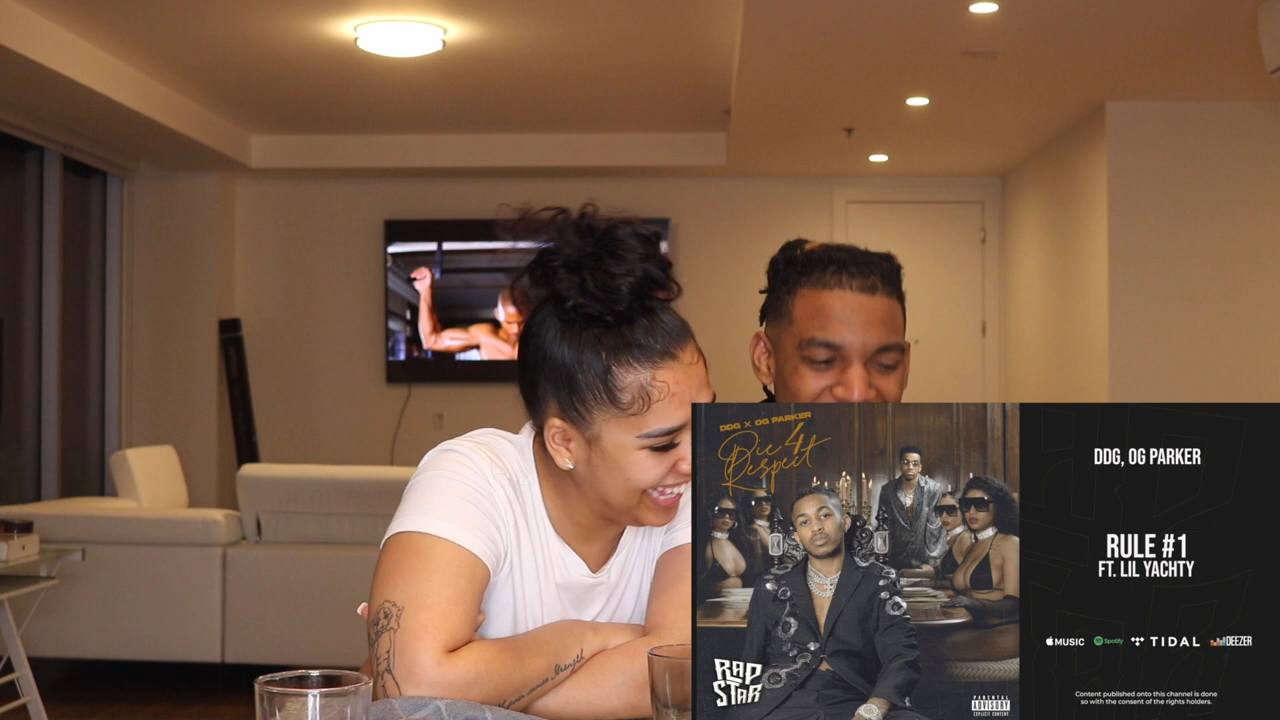 DDG X OG PARKER
Die 4
Respect
RAP
STAR
PARENTAL
ADVISORY
EXPLICIT CONTENT
DDG, OG PARKER
RULE #1
FT. LIL YACHTY
MUSIC Spotify TIDAL DEEZER
Content published onto this channel is done
so with the consent of the rights holders.